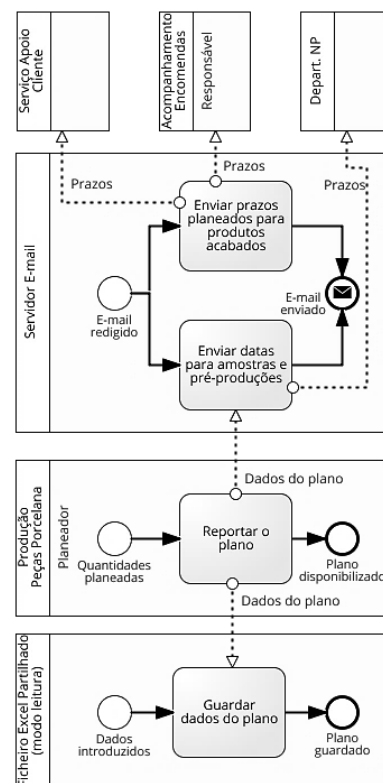 Serviço Apoio
Cliente
Acompanhamento
Encomendas
Responsável
Depart. NP
Prazos
Prazos
Prazos
Servidor E-mail
Enviar prazos
planeados para
produtos
acabados
E-mail
redigido
E-mail
enviado
Enviar datas
para amostras e
pré-produções
Dados do plano
Produção
Peças Porcelana
Planeador
Reportar o
plano
Quantidades
planeadas
Plano
disponibilizado
Dados do plano
Ficheiro Excel Partilhado
(modo leitura)
Guardar
dados do plano
Dados
introduzidos
Plano
guardado